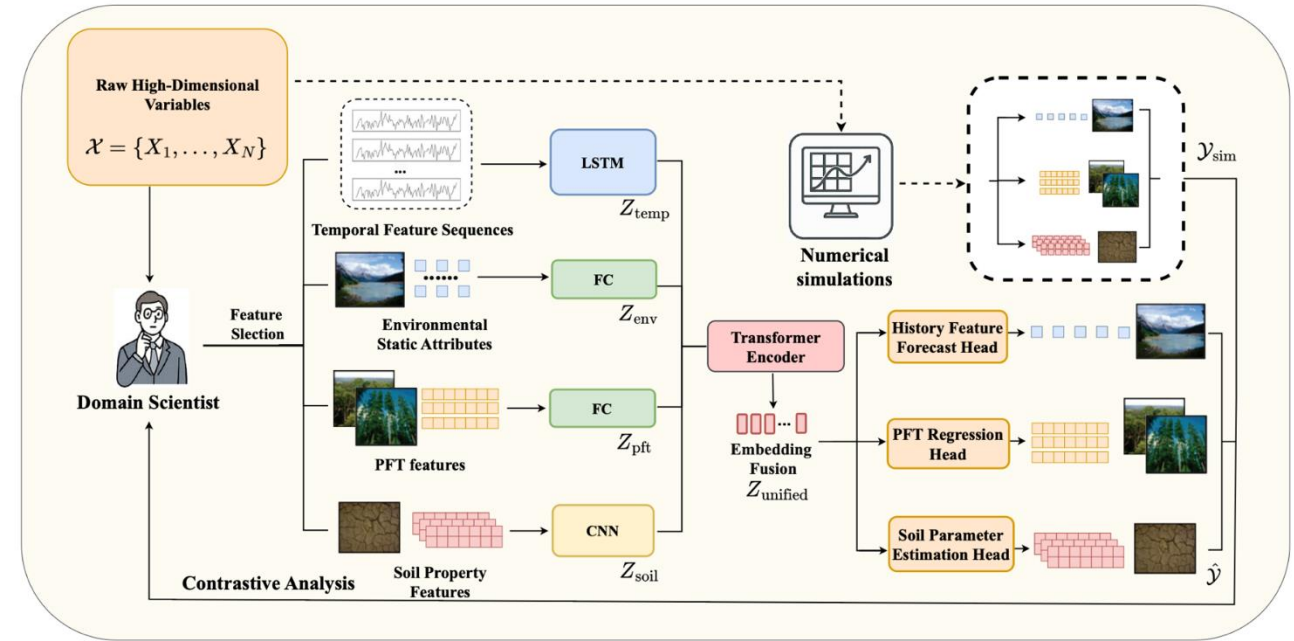 Raw High-Dimensional
Variables
𝒳 = {X₁, . . . , X_N}
Domain Scientist
Feature
Slection
...
Temporal Feature Sequences
LSTM
Z_temp
......
Environmental
Static Attributes
FC
Z_env
PFT features
FC
Z_pft
Soil Property
Features
CNN
Z_soil
Transformer
Encoder
...
Embedding
Fusion
Z_unified
Numerical
simulations
𝒴_sim
History Feature
Forecast Head
PFT Regression
Head
Soil Parameter
Estimation Head
𝒴̂
Contrastive Analysis